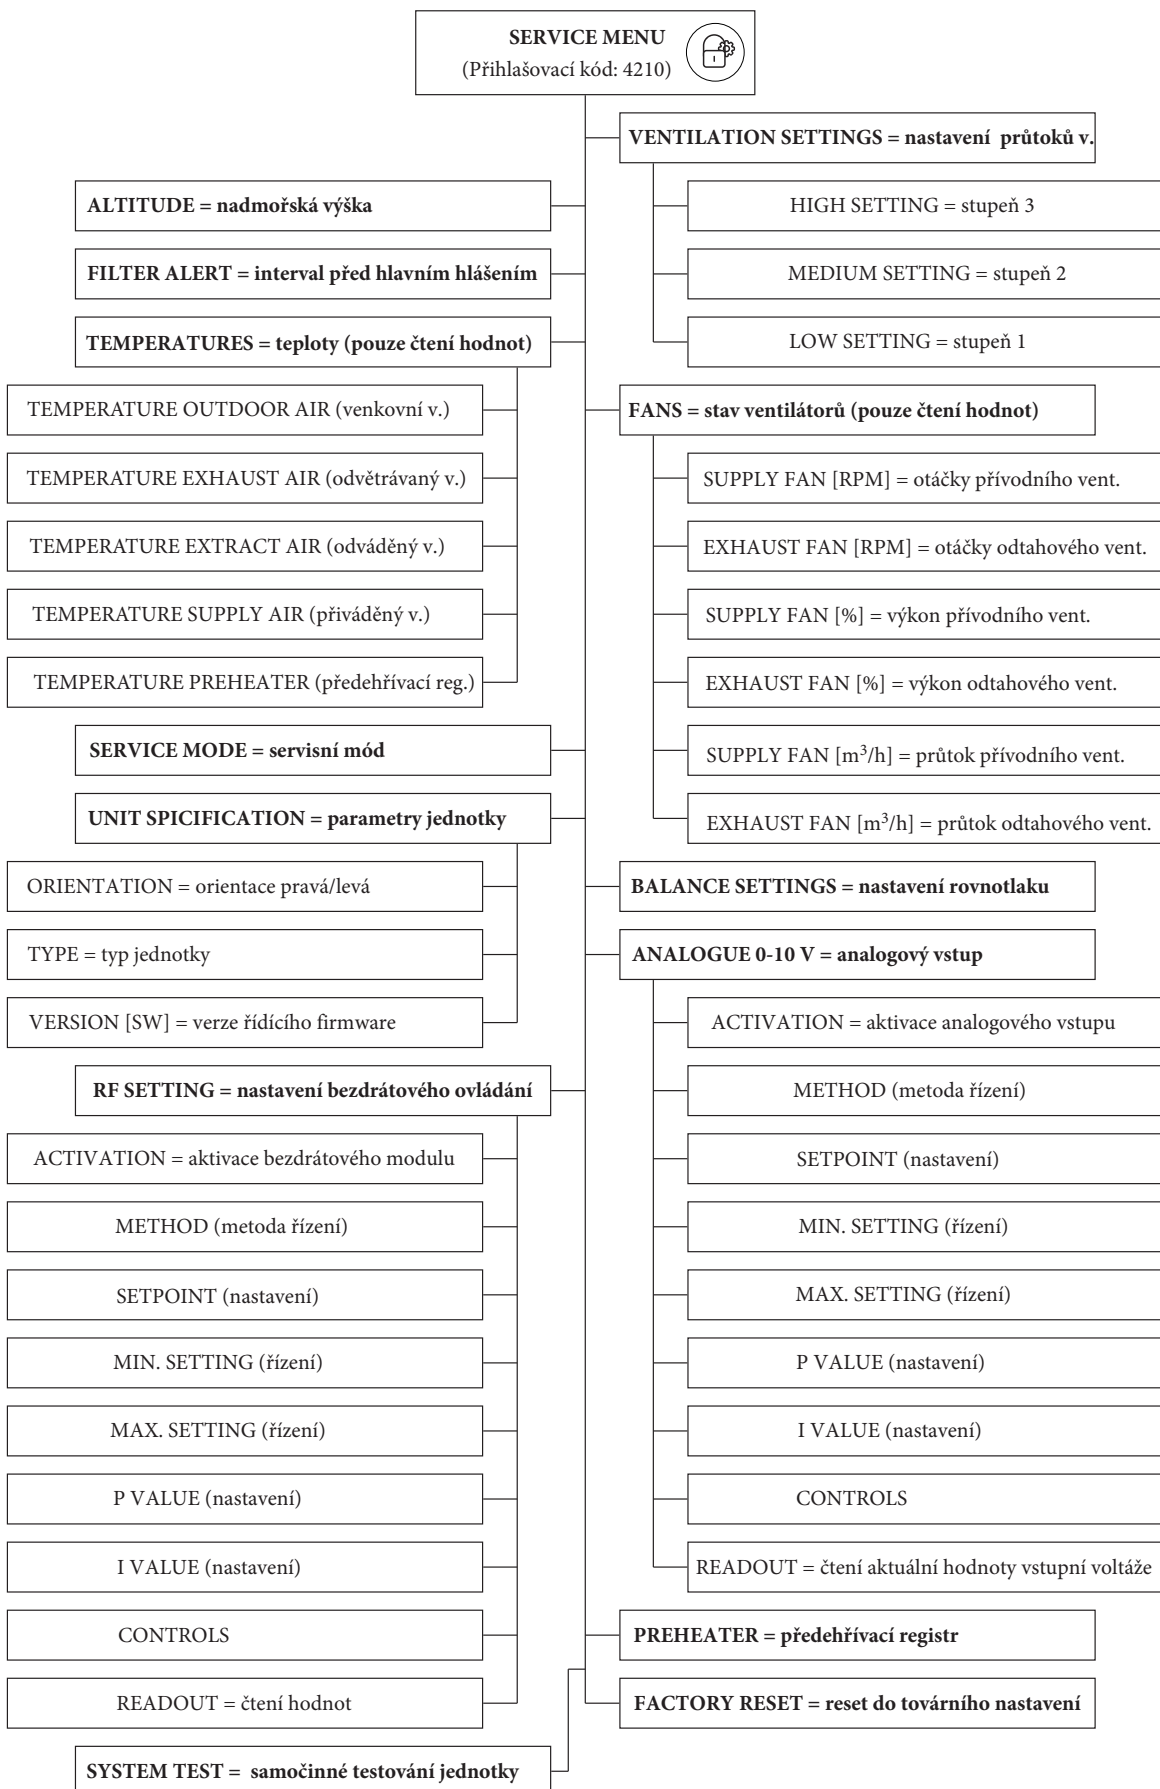 SERVICE MENU
(Přihlašovací kód: 4210)
VENTILATION SETTINGS = nastavení průtoků v.
HIGH SETTING = stupeň 3
MEDIUM SETTING = stupeň 2
LOW SETTING = stupeň 1
ALTITUDE = nadmořská výška
FILTER ALERT = interval před hlavním hlášením
TEMPERATURES = teploty (pouze čtení hodnot)
TEMPERATURE OUTDOOR AIR (venkovní v.)
TEMPERATURE EXHAUST AIR (odvětrávaný v.)
TEMPERATURE EXTRACT AIR (odváděný v.)
TEMPERATURE SUPPLY AIR (přiváděný v.)
TEMPERATURE PREHEATER (předehřívací reg.)
FANS = stav ventilátorů (pouze čtení hodnot)
SUPPLY FAN [RPM] = otáčky přívodního vent.
EXHAUST FAN [RPM] = otáčky odtahového vent.
SUPPLY FAN [%] = výkon přívodního vent.
EXHAUST FAN [%] = výkon odtahového vent.
SUPPLY FAN [m³/h] = průtok přívodního vent.
EXHAUST FAN [m³/h] = průtok odtahového vent.
SERVICE MODE = servisní mód
UNIT SPICIFICATION = parametry jednotky
ORIENTATION = orientace pravá/levá
TYPE = typ jednotky
VERSION [SW] = verze řídícího firmware
BALANCE SETTINGS = nastavení rovnotlaku
ANALOGUE 0-10 V = analogový vstup
ACTIVATION = aktivace analogového vstupu
METHOD (metoda řízení)
SETPOINT (nastavení)
MIN. SETTING (řízení)
MAX. SETTING (řízení)
P VALUE (nastavení)
I VALUE (nastavení)
CONTROLS
READOUT = čtení aktuální hodnoty vstupní voltáže
RF SETTING = nastavení bezdrátového ovládání
ACTIVATION = aktivace bezdrátového modulu
METHOD (metoda řízení)
SETPOINT (nastavení)
MIN. SETTING (řízení)
MAX. SETTING (řízení)
P VALUE (nastavení)
I VALUE (nastavení)
CONTROLS
READOUT = čtení hodnot
PREHEATER = předehřívací registr
FACTORY RESET = reset do továrního nastavení
SYSTEM TEST = samočinné testování jednotky